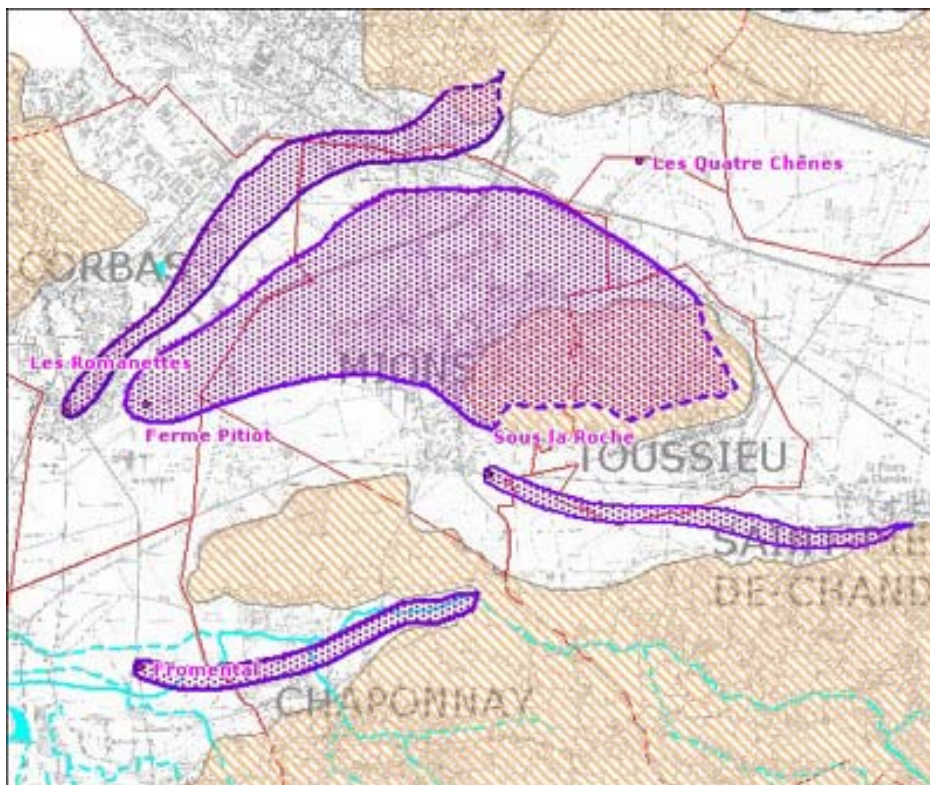 Les Quatre Chênes
CORBAS
Les Romanettes
MIONS
Ferme Pitiot
Sous la Roche
TOUSSIEU
DE-CHAND
Fromental
CHAPONNAY